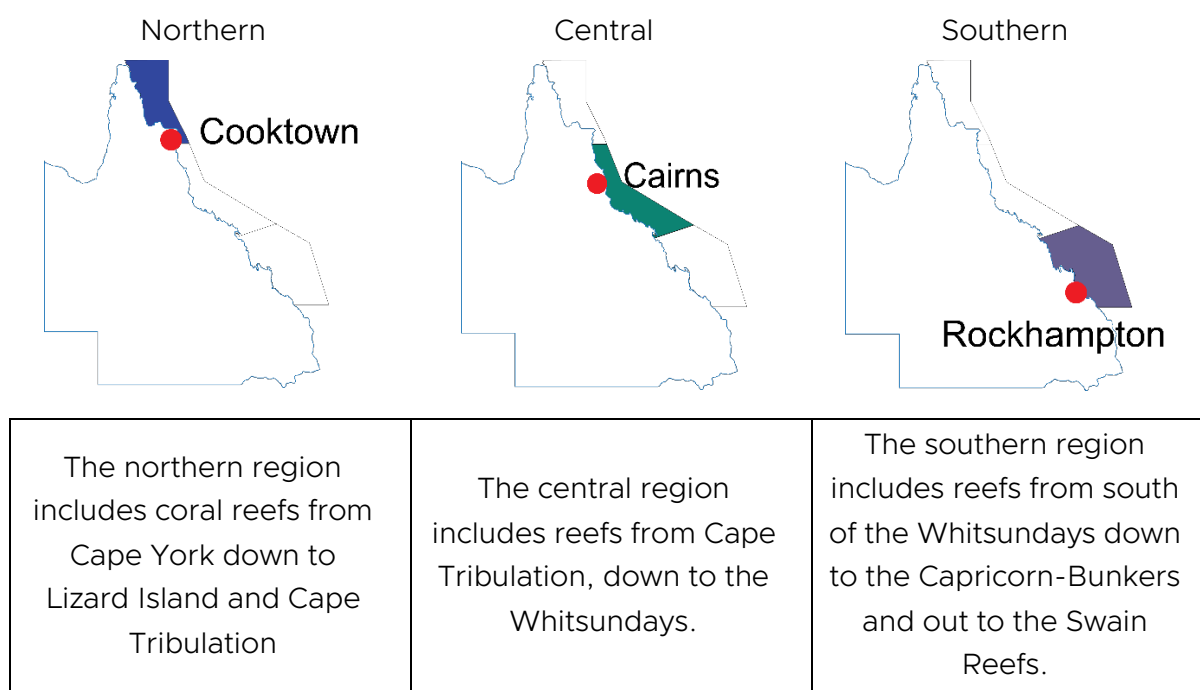 Northern
Central
Southern
Cooktown
Cairns
Rockhampton
The northern region
includes coral reefs from
Cape York down to
Lizard Island and Cape
Tribulation
The central region
includes reefs from Cape
Tribulation, down to the
Whitsundays.
The southern region
includes reefs from south
of the Whitsundays down
to the Capricorn-Bunkers
and out to the Swain
Reefs.